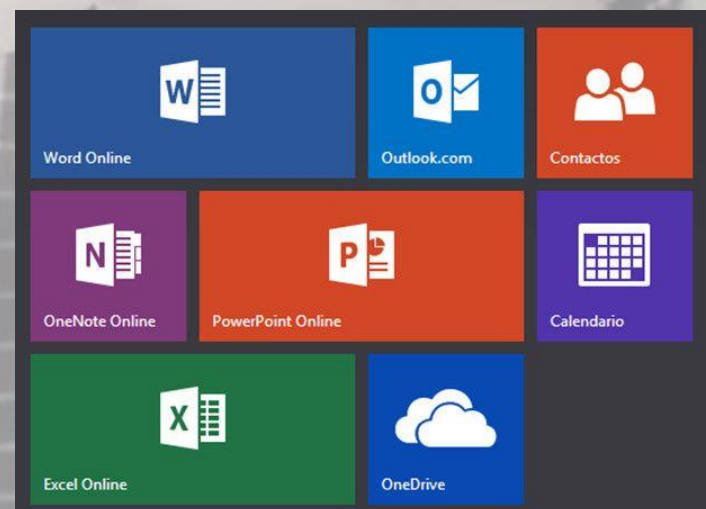 W
Word Online
O
Outlook.com
Contactos
N
OneNote Online
P
PowerPoint Online
Calendario
X
Excel Online
OneDrive